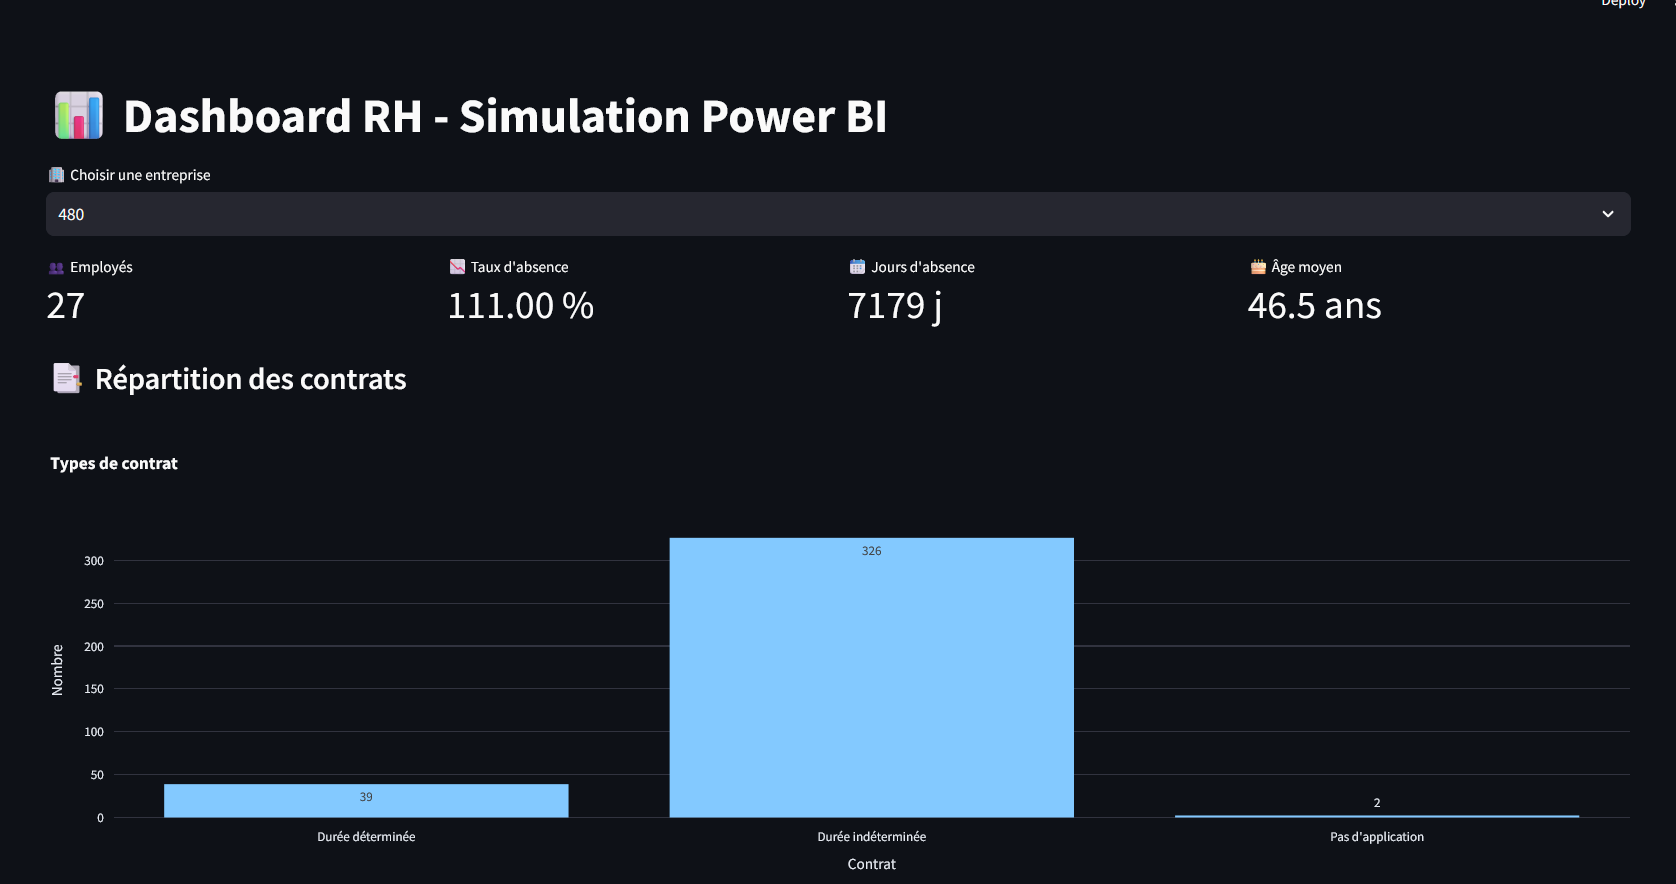 Deploy
Dashboard RH - Simulation Power BI
Choisir une entreprise
480
Employés
27
Taux d'absence
111.00 %
Jours d'absence
7179 j
Âge moyen
46.5 ans
Répartition des contrats
Types de contrat
Nombre
300
250
200
150
100
50
0
39
326
2
Durée déterminée
Durée indéterminée
Pas d'application
Contrat